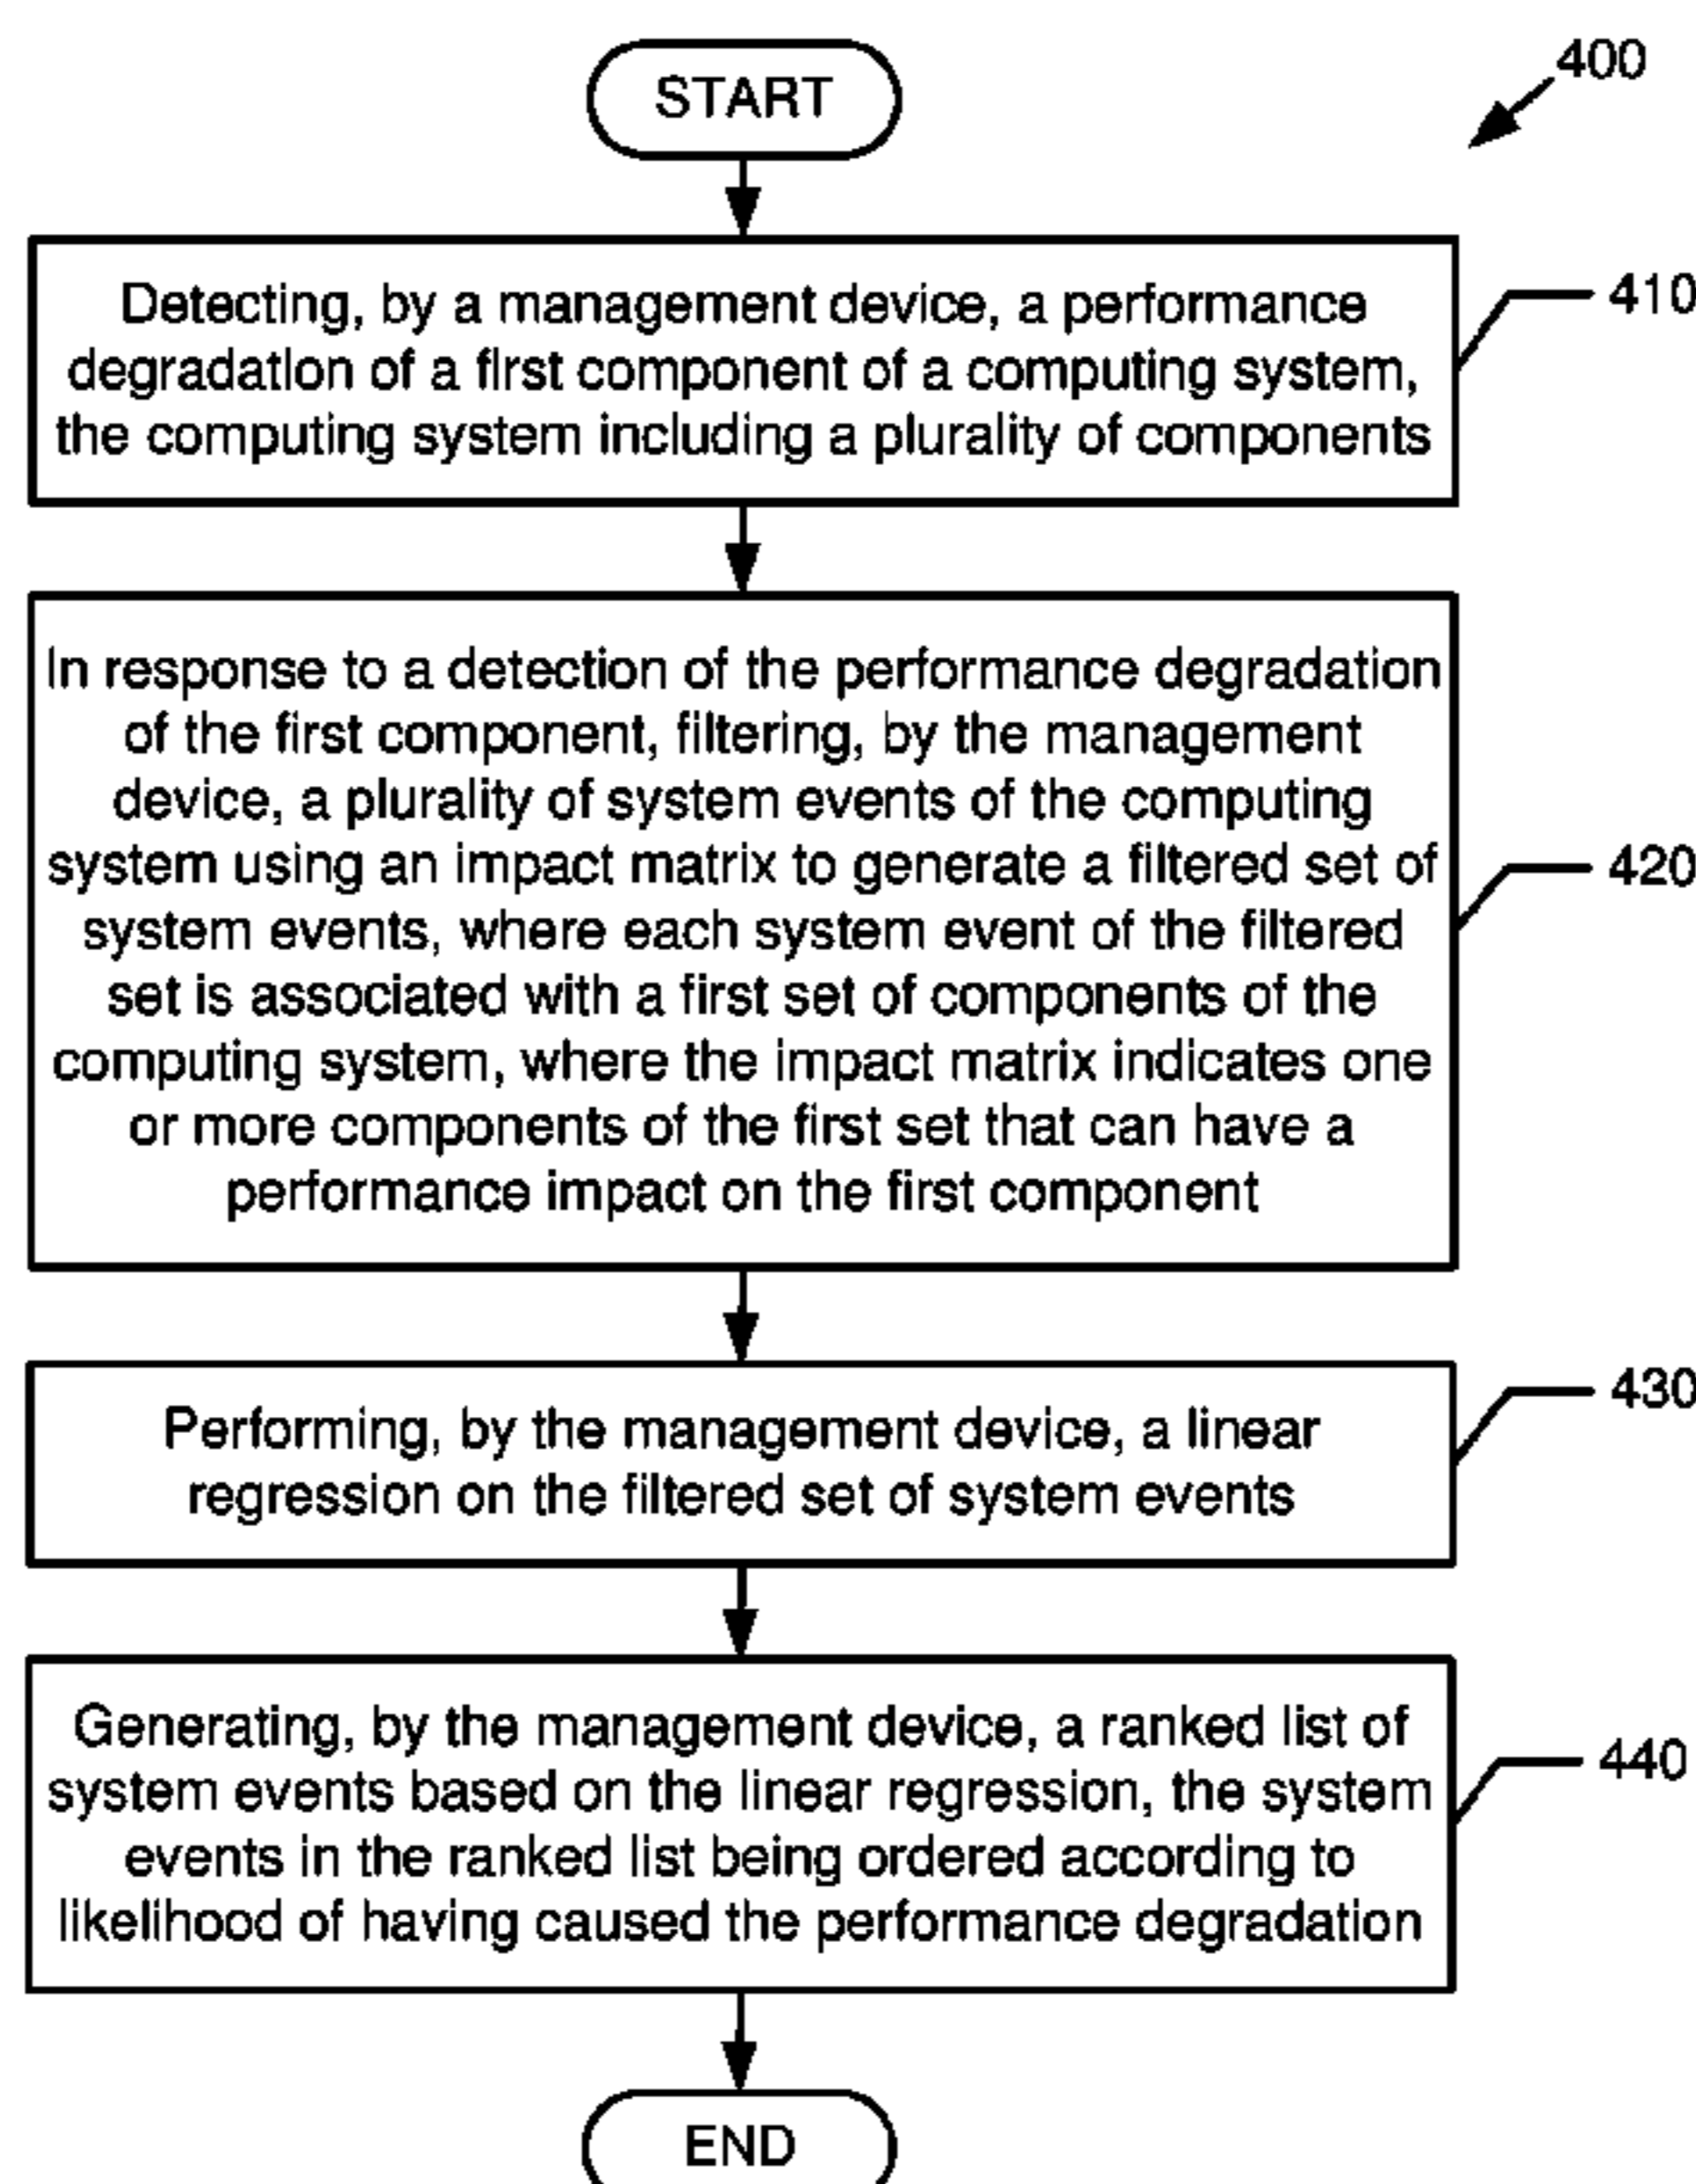 START
400
Detecting, by a management device, a performance
degradation of a first component of a computing system,
the computing system including a plurality of components
410
In response to a detection of the performance degradation
of the first component, filtering, by the management
device, a plurality of system events of the computing
system using an impact matrix to generate a filtered set of
system events, where each system event of the filtered
set is associated with a first set of components of the
computing system, where the impact matrix indicates one
or more components of the first set that can have a
performance impact on the first component
420
Performing, by the management device, a linear
regression on the filtered set of system events
430
Generating, by the management device, a ranked list of
system events based on the linear regression, the system
events in the ranked list being ordered according to
likelihood of having caused the performance degradation
440
END